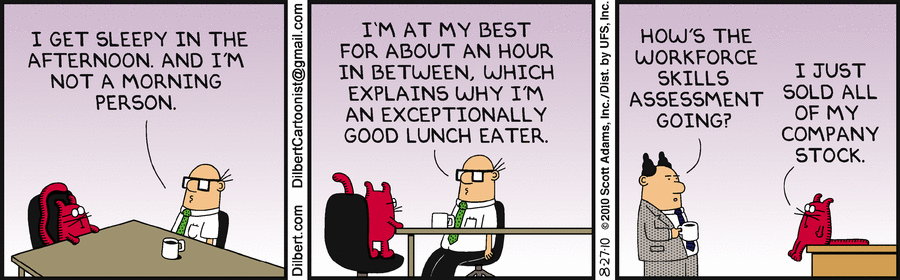 I GET SLEEPY IN THE
AFTERNOON. AND I'M
NOT A MORNING
PERSON.
Dilbert.com DilbertCartoonist@gmail.com
I'M AT MY BEST
FOR ABOUT AN HOUR
IN BETWEEN, WHICH
EXPLAINS WHY I'M
AN EXCEPTIONALLY
GOOD LUNCH EATER.
8-27-10 ©2010 Scott Adams, Inc./Dist. by UFS, Inc.
HOW'S THE
WORKFORCE
SKILLS
ASSESSMENT
GOING?
I JUST
SOLD ALL
OF MY
COMPANY
STOCK.